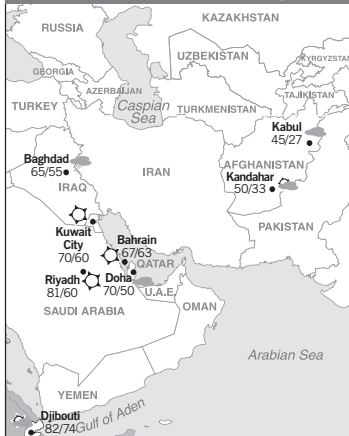 KAZAKHSTAN
RUSSIA
UZBEKISTAN
KYRGYZSTAN
GEORGIA
AZERBAIJAN
TAJIKISTAN
TURKEY
Caspian
Sea
TURKMENISTAN
Kabul
45/27
Baghdad
65/55
IRAN
AFGHANISTAN
Kandahar
50/33
IRAQ
PAKISTAN
Kuwait
City
70/60
Bahrain
67/63
QATAR
Riyadh
81/60
Doha
70/50
U.A.E.
SAUDI ARABIA
OMAN
Arabian Sea
YEMEN
Djibouti
82/74
Gulf of Aden